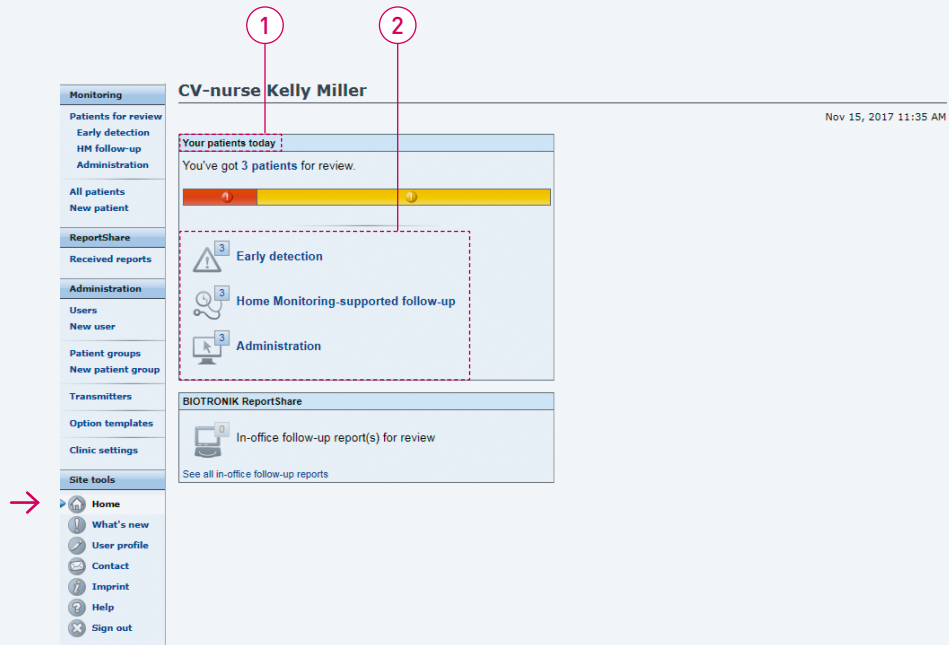 1 2
CV-nurse Kelly Miller
Nov 15, 2017 11:35 AM
Monitoring
Patients for review
Early detection
HM follow-up
Administration
All patients
New patient
ReportShare
Received reports
Administration
Users
New user
Patient groups
New patient group
Transmitters
Option templates
Clinic settings
Site tools
Home
What's new
User profile
Contact
Imprint
Help
Sign out
Your patients today
You've got 3 patients for review.
3 Early detection
3 Home Monitoring-supported follow-up
3 Administration
BIOTRONIK ReportShare
0 In-office follow-up report(s) for review
See all in-office follow-up reports